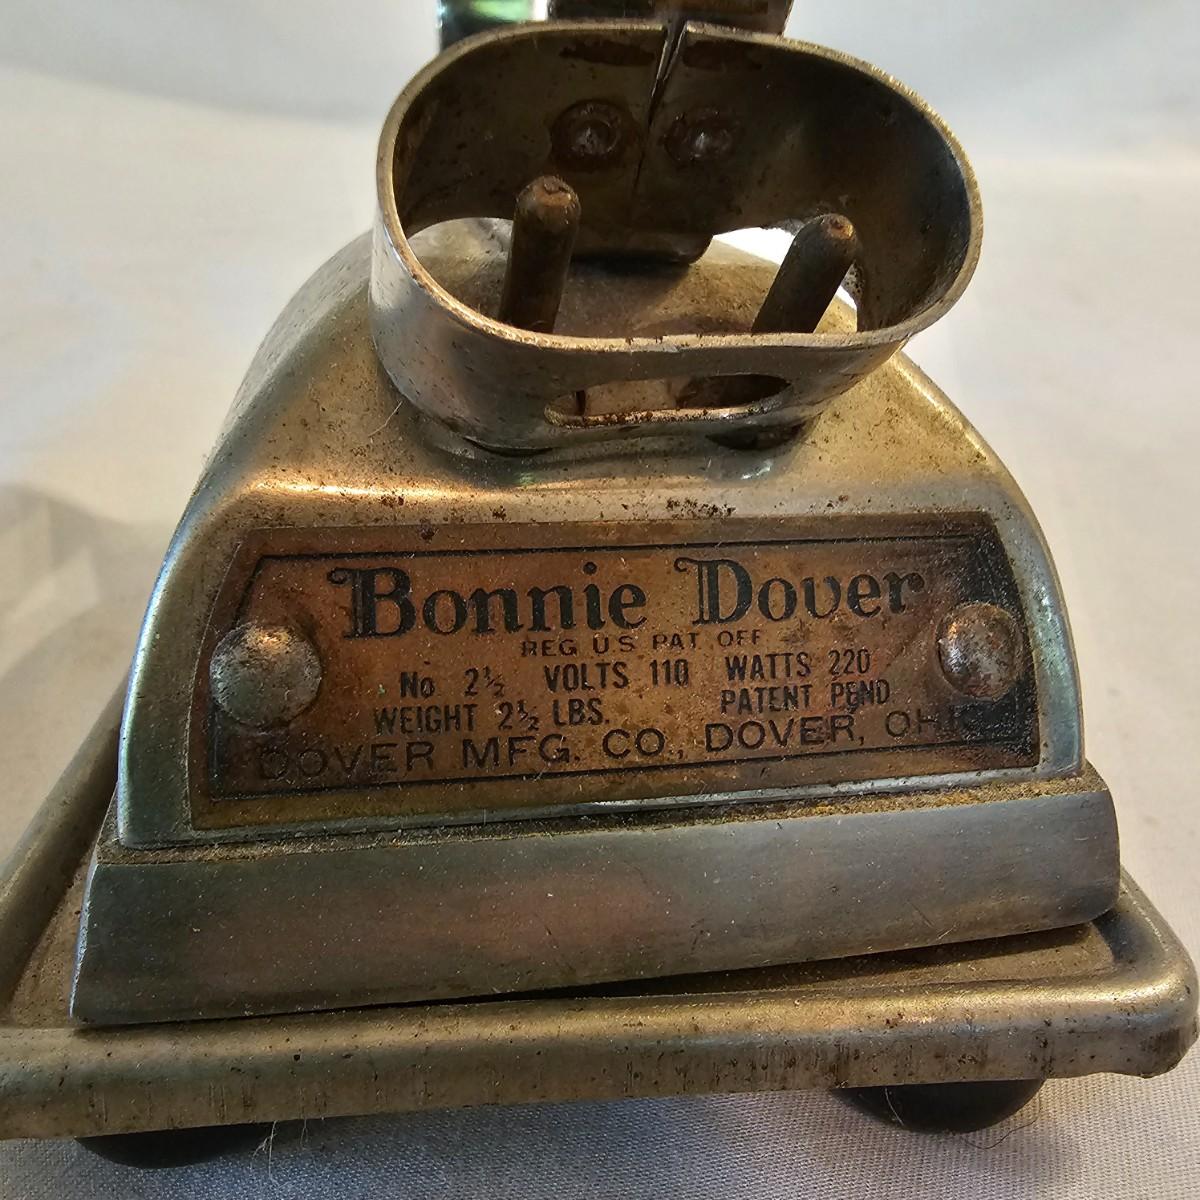 Bonnie Dover
REG U.S PAT OFF
No 2½ VOLTS 110 WATTS 220
WEIGHT 2½ LBS. PATENT PEND
DOVER MFG. CO., DOVER, OHIO